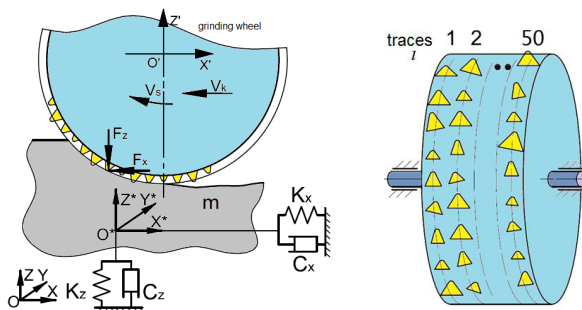 Z'
grinding wheel
O'
X'
Vs
Vk
Fz
Fx
m
Z*
Y*
X*
O*
Kx
Cx
Z
Y
X
O
Kz
Cz
traces 1 2 50
l